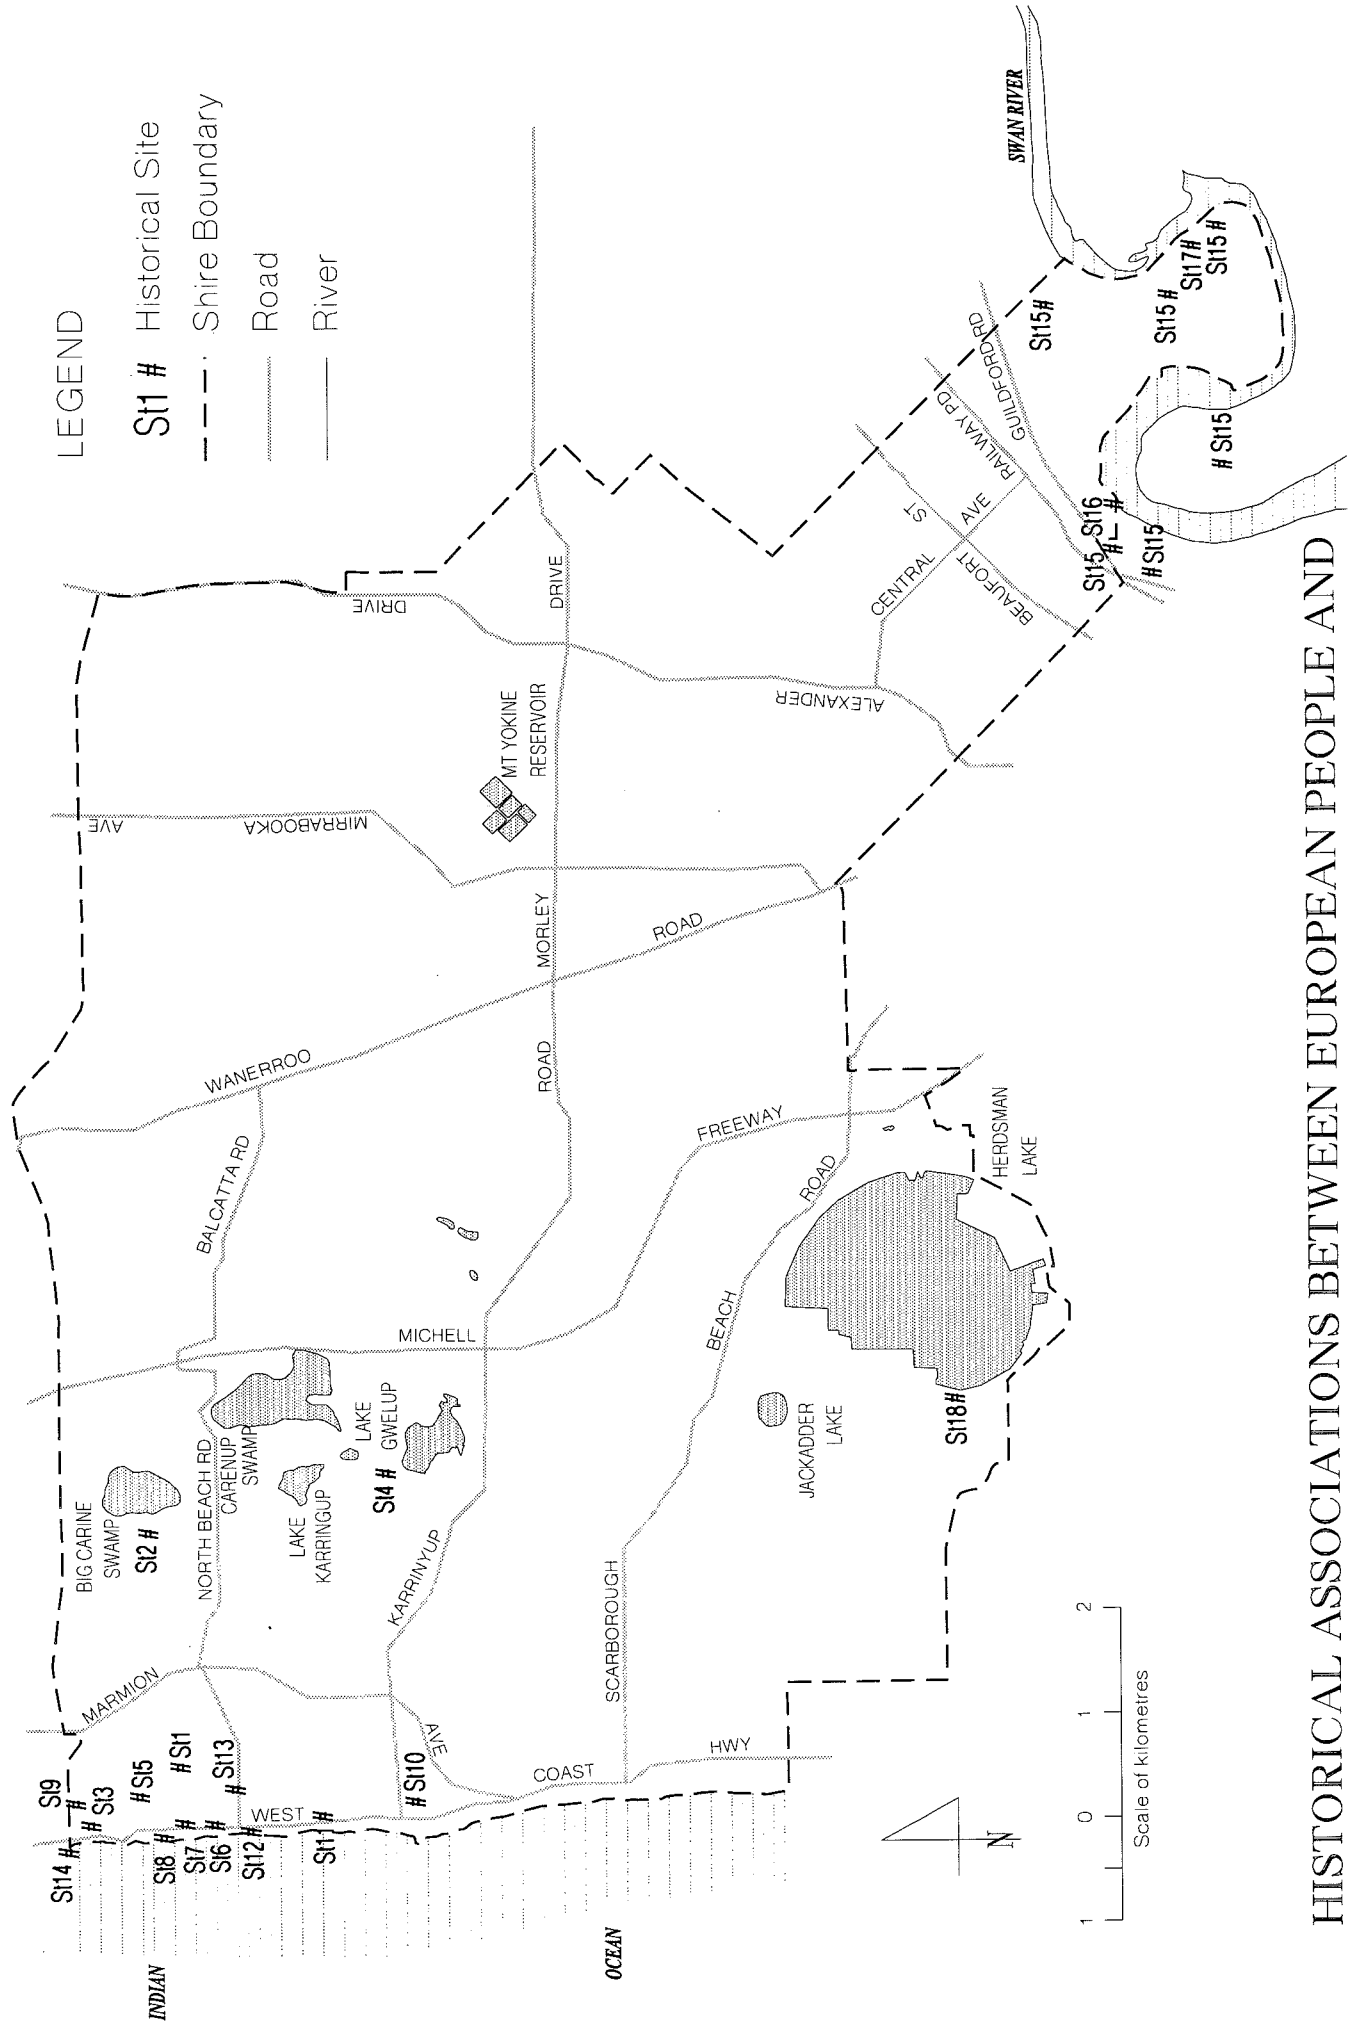 LEGEND
St1 # Historical Site
Shire Boundary
Road
River
SWAN RIVER
INDIAN
OCEAN
St14 #
St9
#
# St3
# St5
# St1
St8 #
St7 #
St6 #
St13
#
St12 #
St11 #
# St10
MARMION
AVE
WEST
COAST
HWY
BIG CARINE
SWAMP
St2 #
NORTH BEACH RD
CARENUP
SWAMP
LAKE
KARRINGUP
LAKE
GWELUP
St4 #
KARRINYUP
ROAD
MORLEY
DRIVE
SCARBOROUGH
BEACH
ROAD
JACKADDER
LAKE
St18 #
HERDSMAN
LAKE
MICHELL
FREEWAY
BALCATTA RD
WANERROO
ROAD
MIRRABOOKA
AVE
MT YOKINE
RESERVOIR
ALEXANDER
DRIVE
CENTRAL
AVE
BEAUFORT
ST
RAILWAY PD
GUILDFORD RD
St15 #
St16
#
# St15
# St15
St15 #
St15 #
St17 #
St15 #
N
1 0 1 2
Scale of kilometres
HISTORICAL ASSOCIATIONS BETWEEN EUROPEAN PEOPLE AND